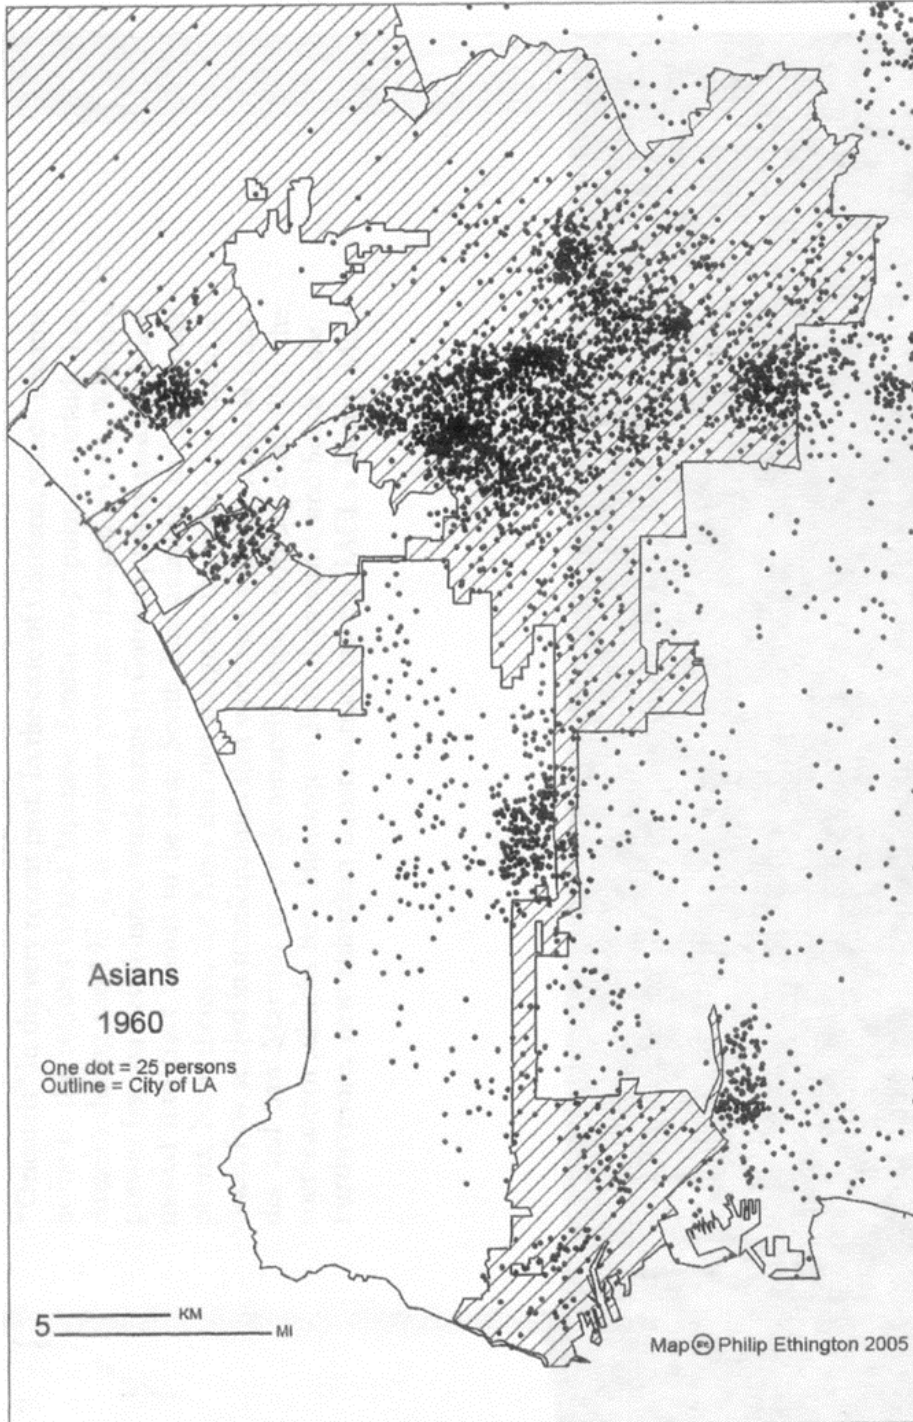 Asians
1960
One dot = 25 persons
Outline = City of LA
5
KM
MI
Map Philip Ethington 2005